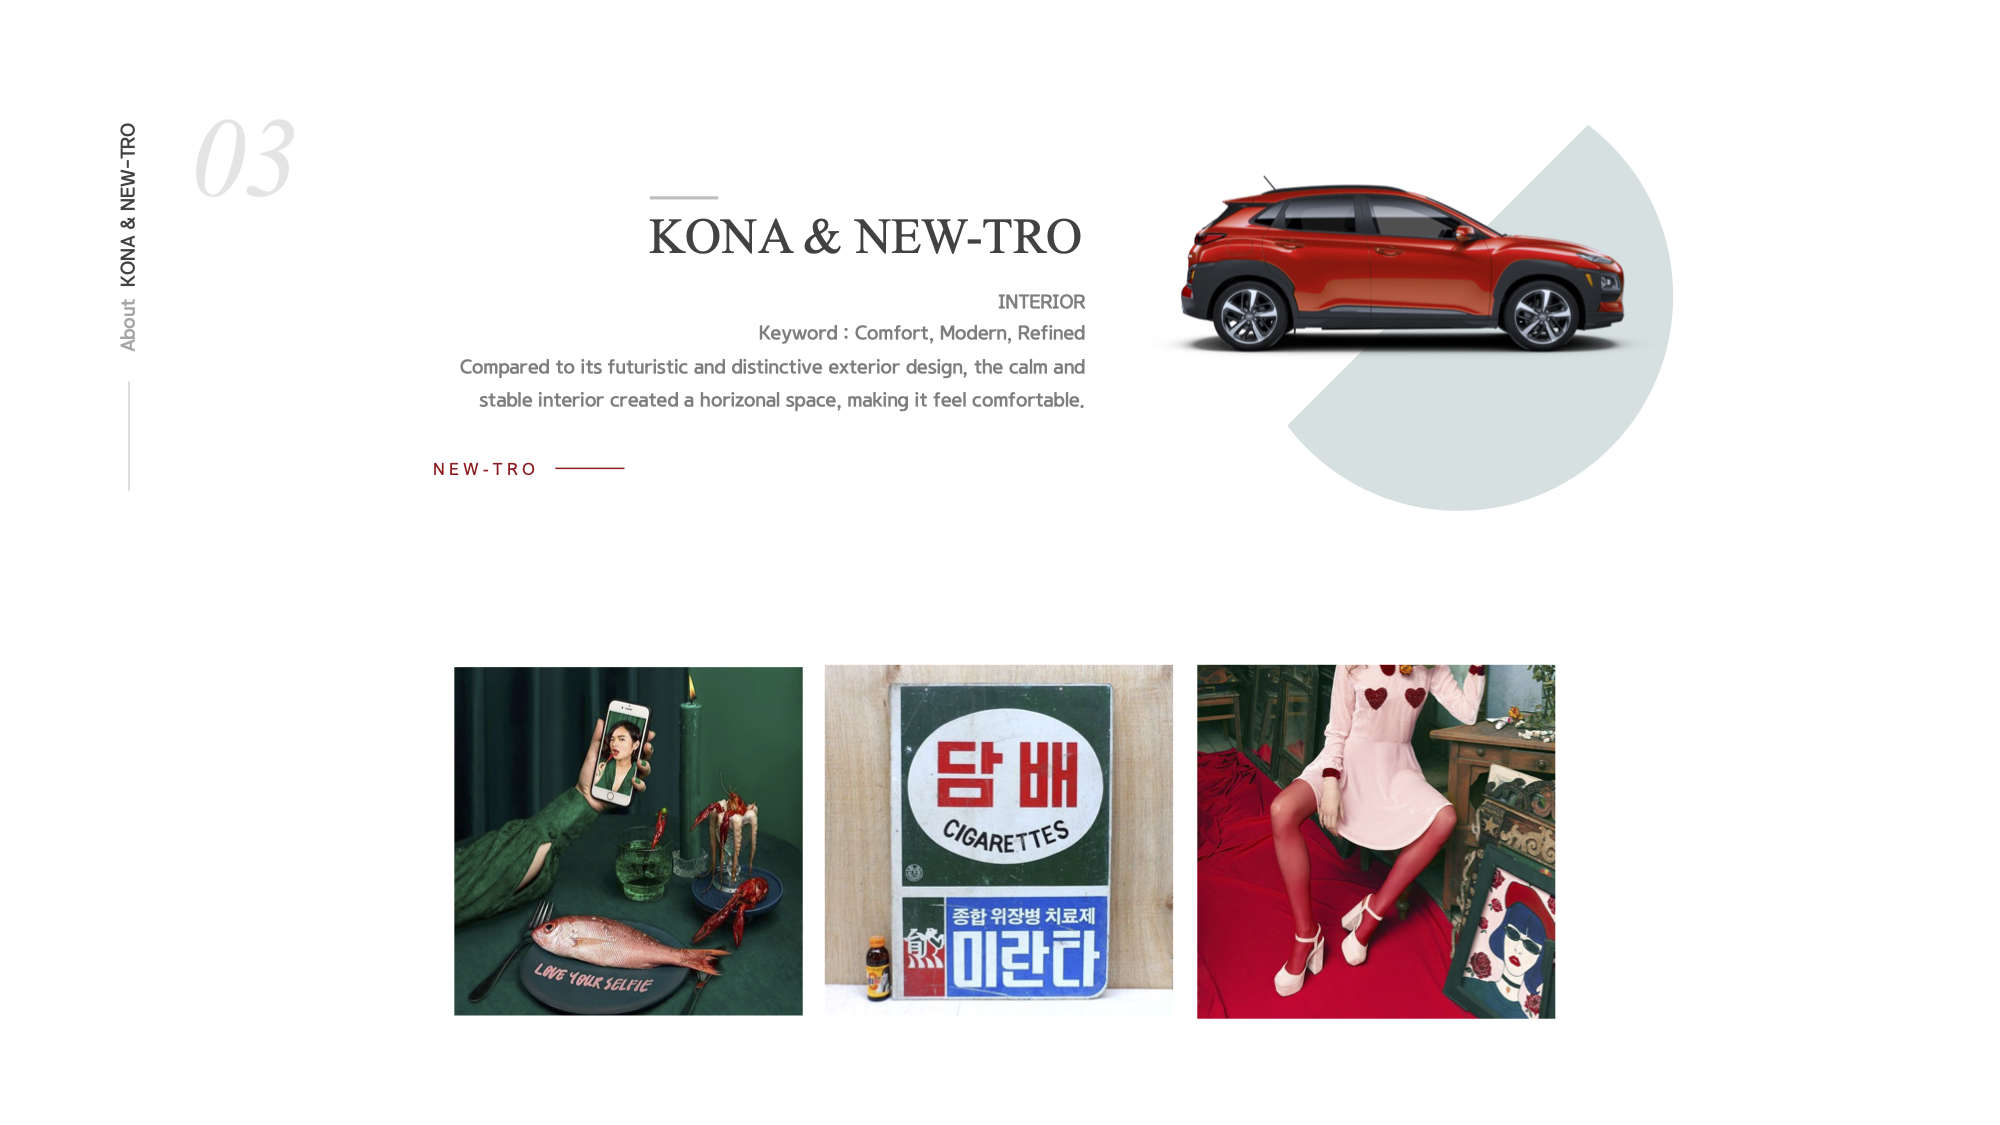 About KONA & NEW-TRO
03
KONA & NEW-TRO
INTERIOR
Keyword : Comfort, Modern, Refined
Compared to its futuristic and distinctive exterior design, the calm and
stable interior created a horizonal space, making it feel comfortable.
NEW-TRO
LOVE YOUR SELFIE
담배
CIGARETTES
종합 위장병 치료제
미란타